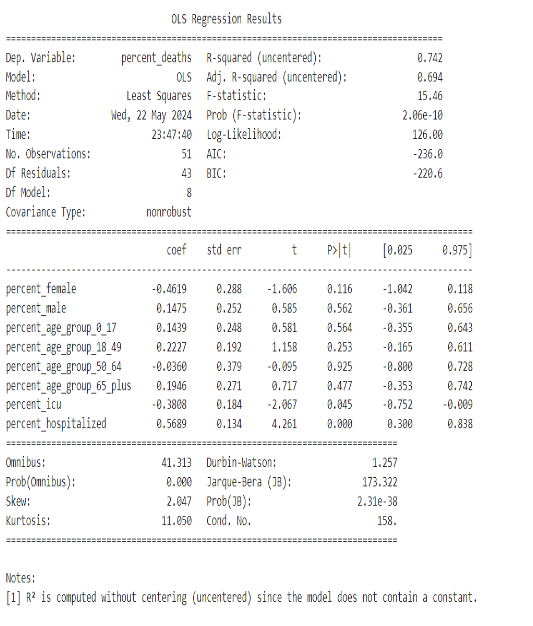 OLS Regression Results
==============================================================================
Dep. Variable: percent_deaths R-squared (uncentered): 0.742
Model: OLS Adj. R-squared (uncentered): 0.694
Method: Least Squares F-statistic: 15.46
Date: Wed, 22 May 2024 Prob (F-statistic): 2.06e-10
Time: 23:47:40 Log-Likelihood: 126.00
No. Observations: 51 AIC: -236.0
Df Residuals: 43 BIC: -220.6
Df Model: 8
Covariance Type: nonrobust
==============================================================================
coef std err t P>|t| [0.025 0.975]
------------------------------------------------------------------------------
percent_female -0.4619 0.288 -1.606 0.116 -1.042 0.118
percent_male 0.1475 0.252 0.585 0.562 -0.361 0.656
percent_age_group_0_17 0.1439 0.248 0.581 0.564 -0.355 0.643
percent_age_group_18_49 0.2227 0.192 1.158 0.253 -0.165 0.611
percent_age_group_50_64 -0.0360 0.379 -0.095 0.925 -0.800 0.728
percent_age_group_65_plus 0.1946 0.271 0.717 0.477 -0.353 0.742
percent_icu -0.3808 0.184 -2.067 0.045 -0.752 -0.009
percent_hospitalized 0.5689 0.134 4.261 0.000 0.300 0.838
==============================================================================
Omnibus: 41.313 Durbin-Watson: 1.257
Prob(Omnibus): 0.000 Jarque-Bera (JB): 173.322
Skew: 2.047 Prob(JB): 2.31e-38
Kurtosis: 11.050 Cond. No. 158.
==============================================================================
Notes:
[1] R² is computed without centering (uncentered) since the model does not contain a constant.